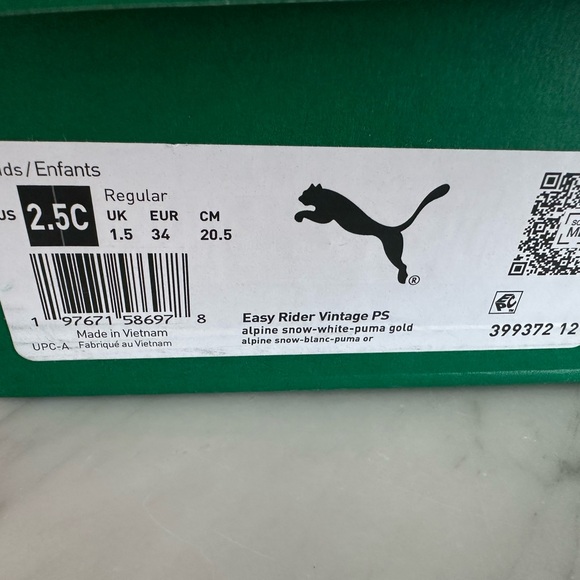 ids/Enfants
US 2.5C Regular
UK EUR CM
1.5 34 20.5
1 97671 58697 8
Made in Vietnam
UPC-A Fabriqué au Vietnam
®
Easy Rider Vintage PS
alpine snow-white-puma gold
alpine snow-blanc-puma or
399372 12